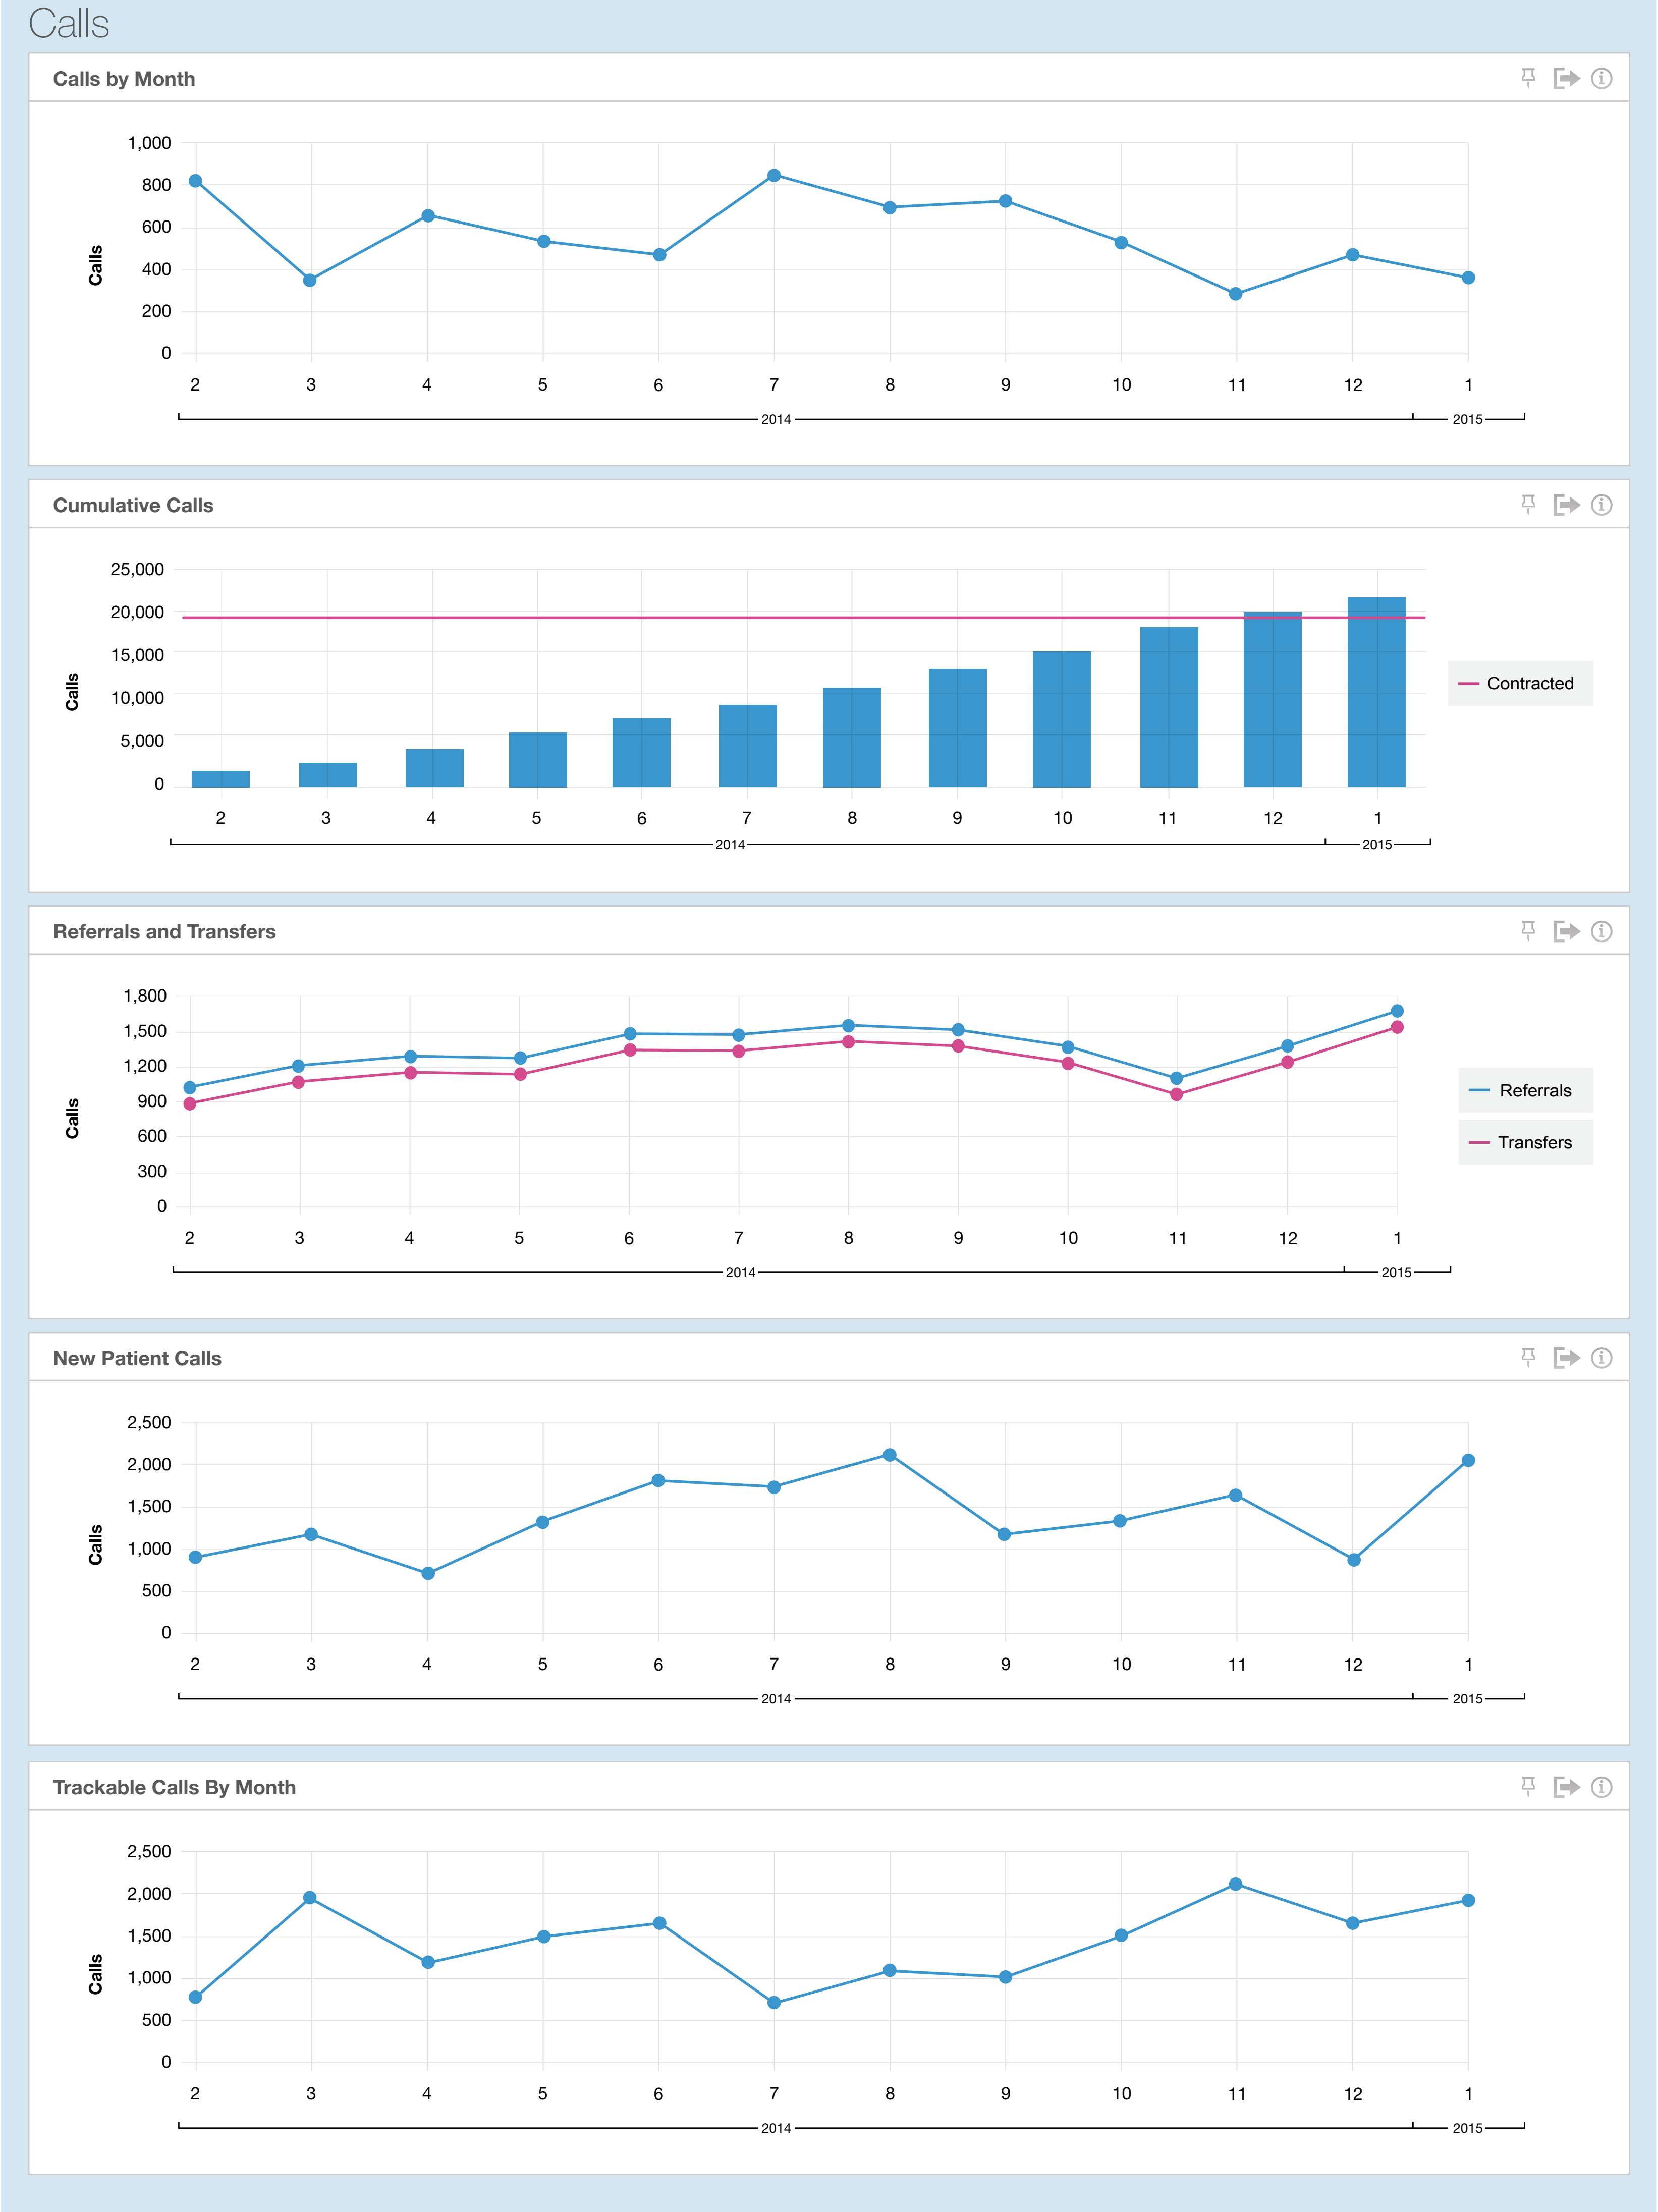 Calls
Calls by Month
1,000
800
600
400
200
0
Calls
2 3 4 5 6 7 8 9 10 11 12 1
2014 2015
Cumulative Calls
25,000
20,000
15,000
10,000
5,000
0
Calls
Contracted
2 3 4 5 6 7 8 9 10 11 12 1
2014 2015
Referrals and Transfers
1,800
1,500
1,200
900
600
300
0
Calls
Referrals
Transfers
2 3 4 5 6 7 8 9 10 11 12 1
2014 2015
New Patient Calls
2,500
2,000
1,500
1,000
500
0
Calls
2 3 4 5 6 7 8 9 10 11 12 1
2014 2015
Trackable Calls By Month
2,500
2,000
1,500
1,000
500
0
Calls
2 3 4 5 6 7 8 9 10 11 12 1
2014 2015